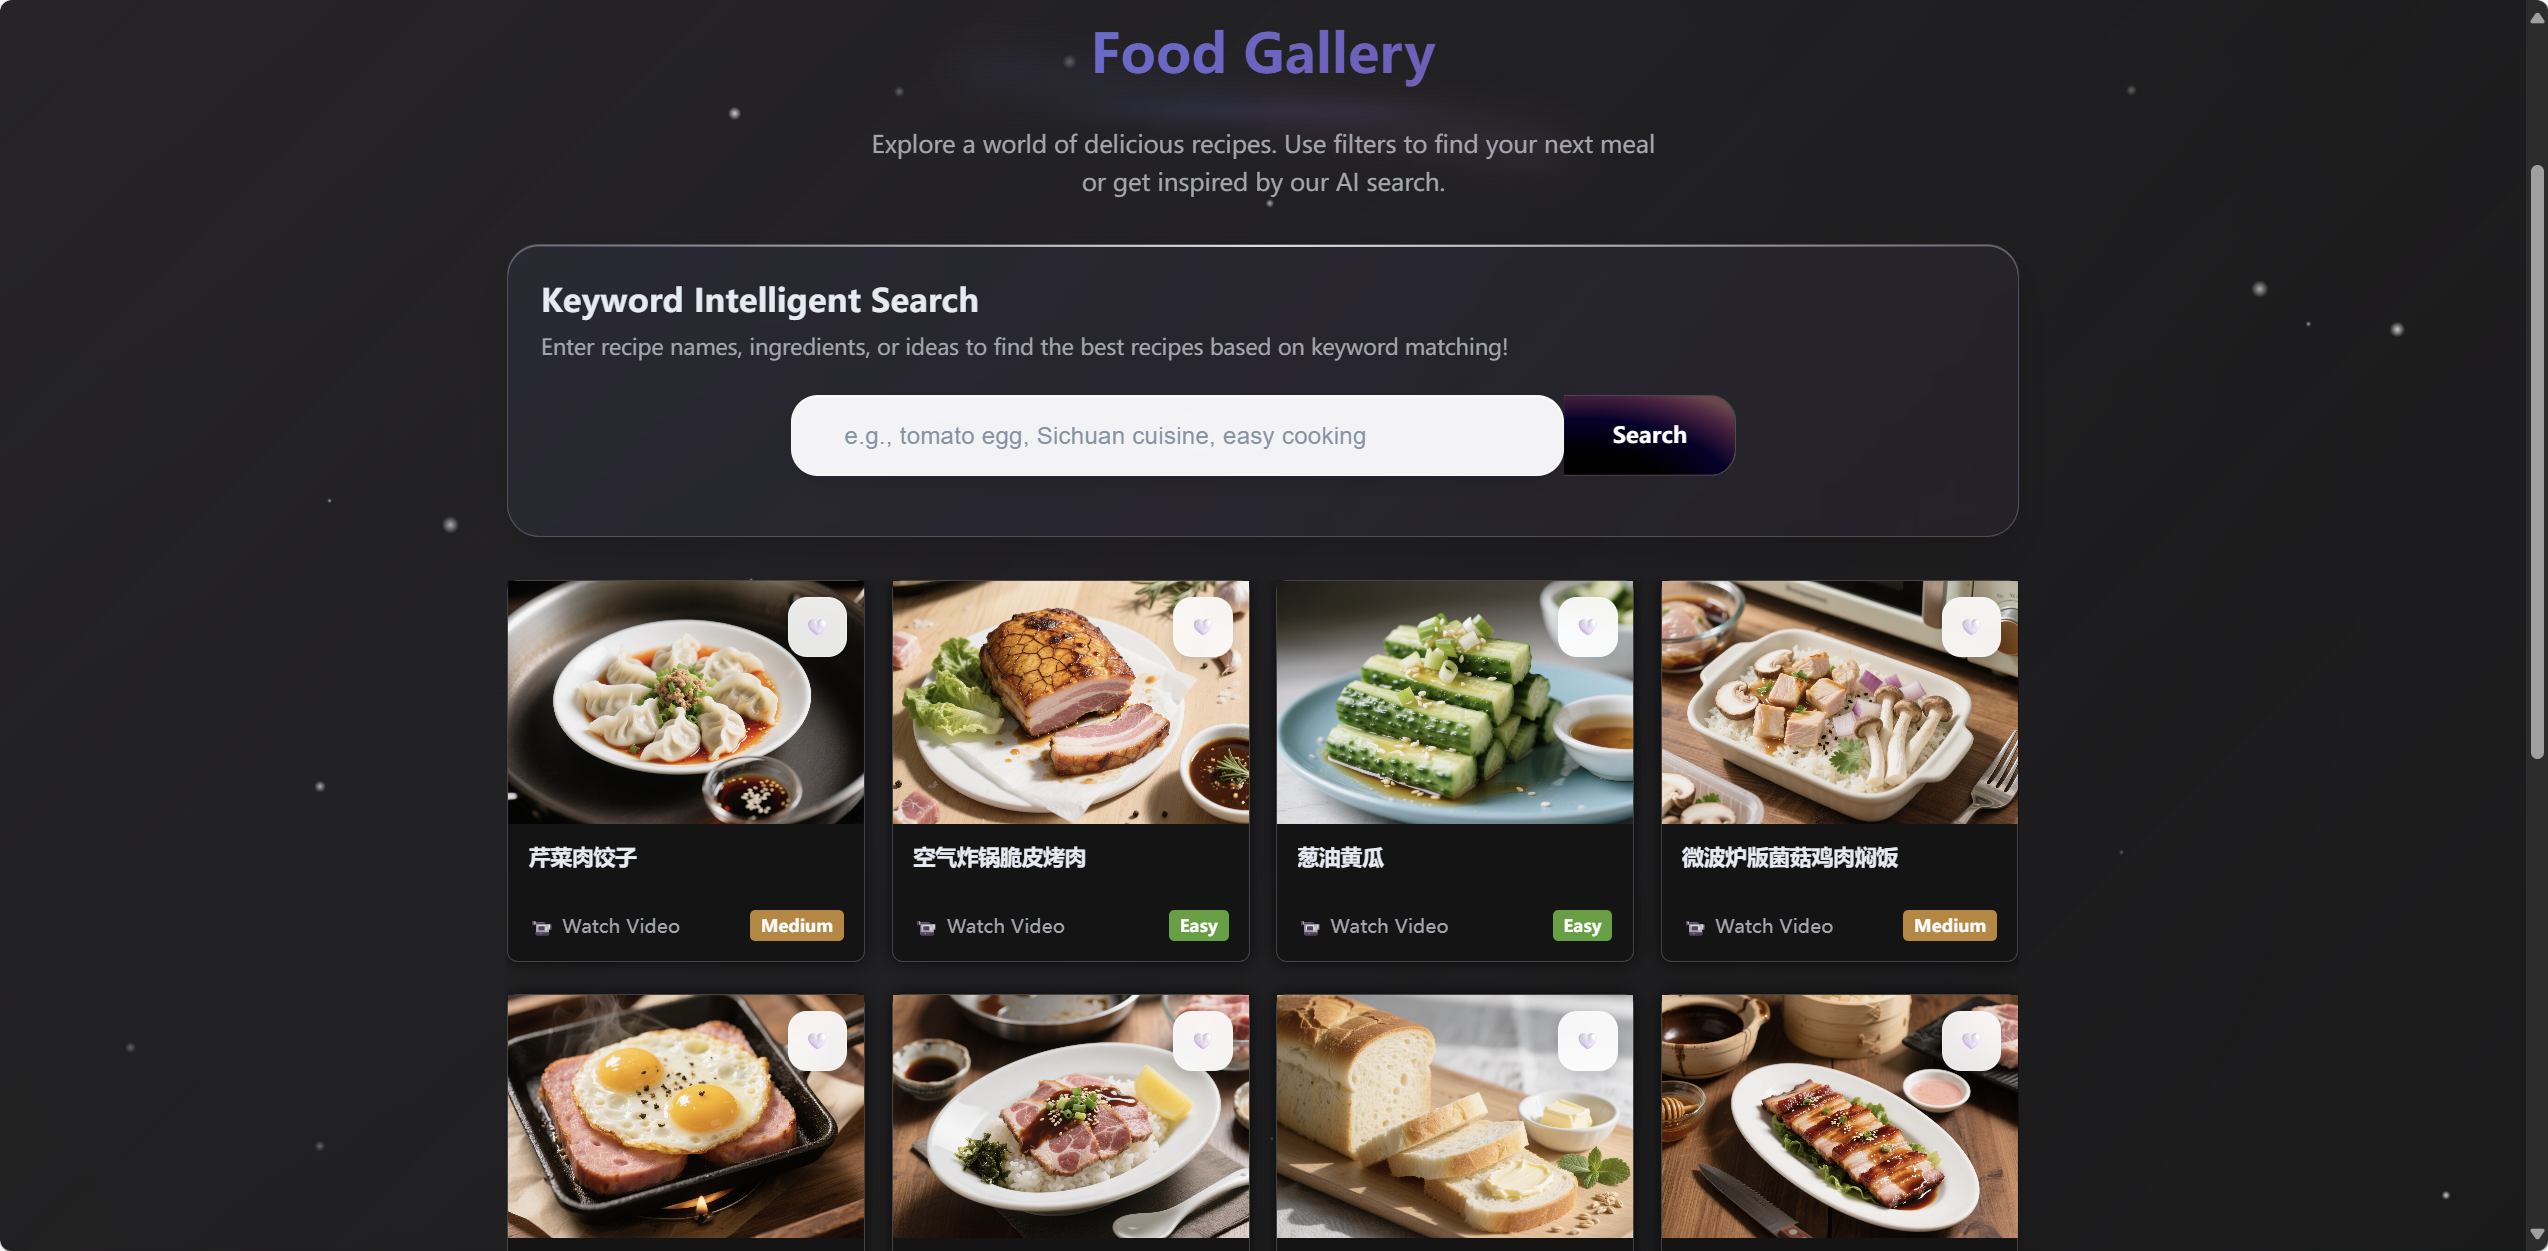 Food Gallery
Explore a world of delicious recipes. Use filters to find your next meal
or get inspired by our AI search.
Keyword Intelligent Search
Enter recipe names, ingredients, or ideas to find the best recipes based on keyword matching!
e.g., tomato egg, Sichuan cuisine, easy cooking
Search
芹菜肉饺子
空气炸锅脆皮烤肉
葱油黄瓜
微波炉版菌菇鸡肉焖饭
Watch Video
Medium
Watch Video
Easy
Watch Video
Easy
Watch Video
Medium